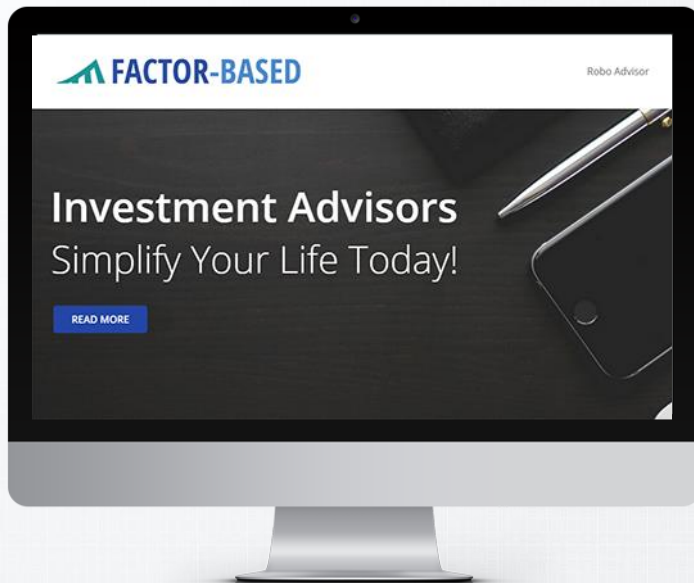 FACTOR-BASED
Robo Advisor
Investment Advisors
Simplify Your Life Today!
READ MORE